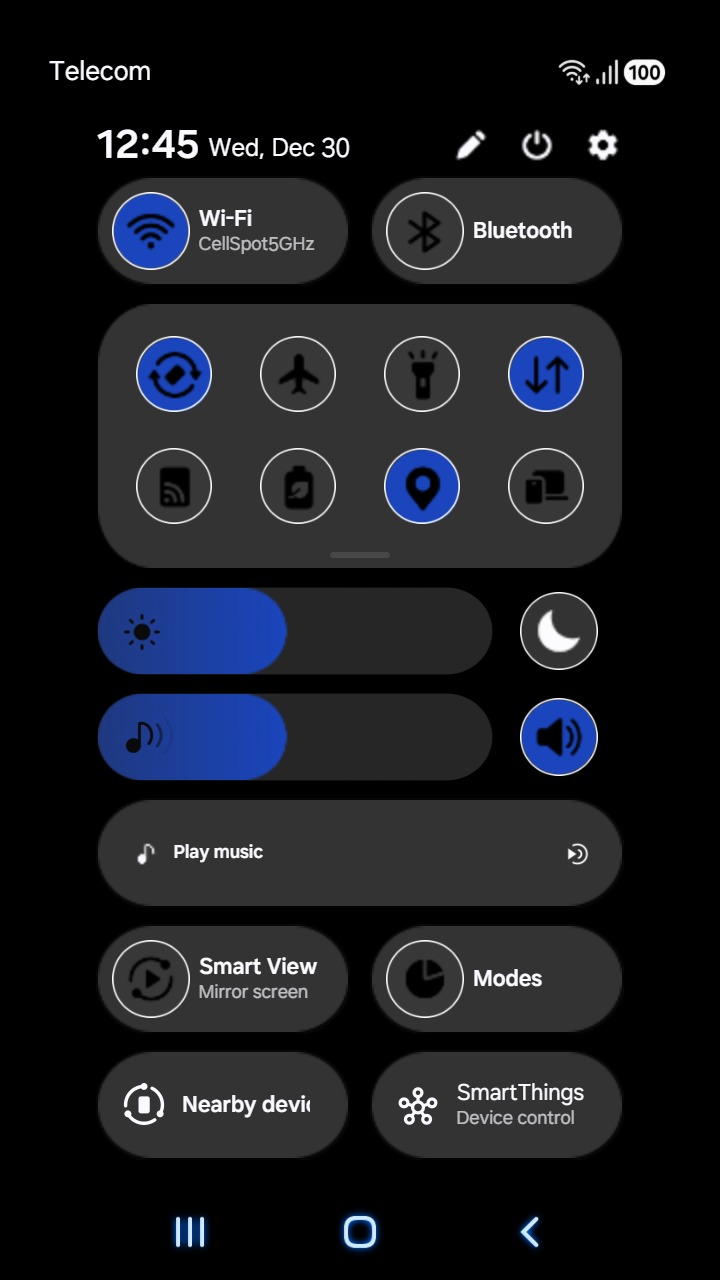 Telecom
100
12:45 Wed, Dec 30
Wi-Fi
CellSpot5GHz
Bluetooth
Play music
Smart View
Mirror screen
Modes
Nearby devi
SmartThings
Device control